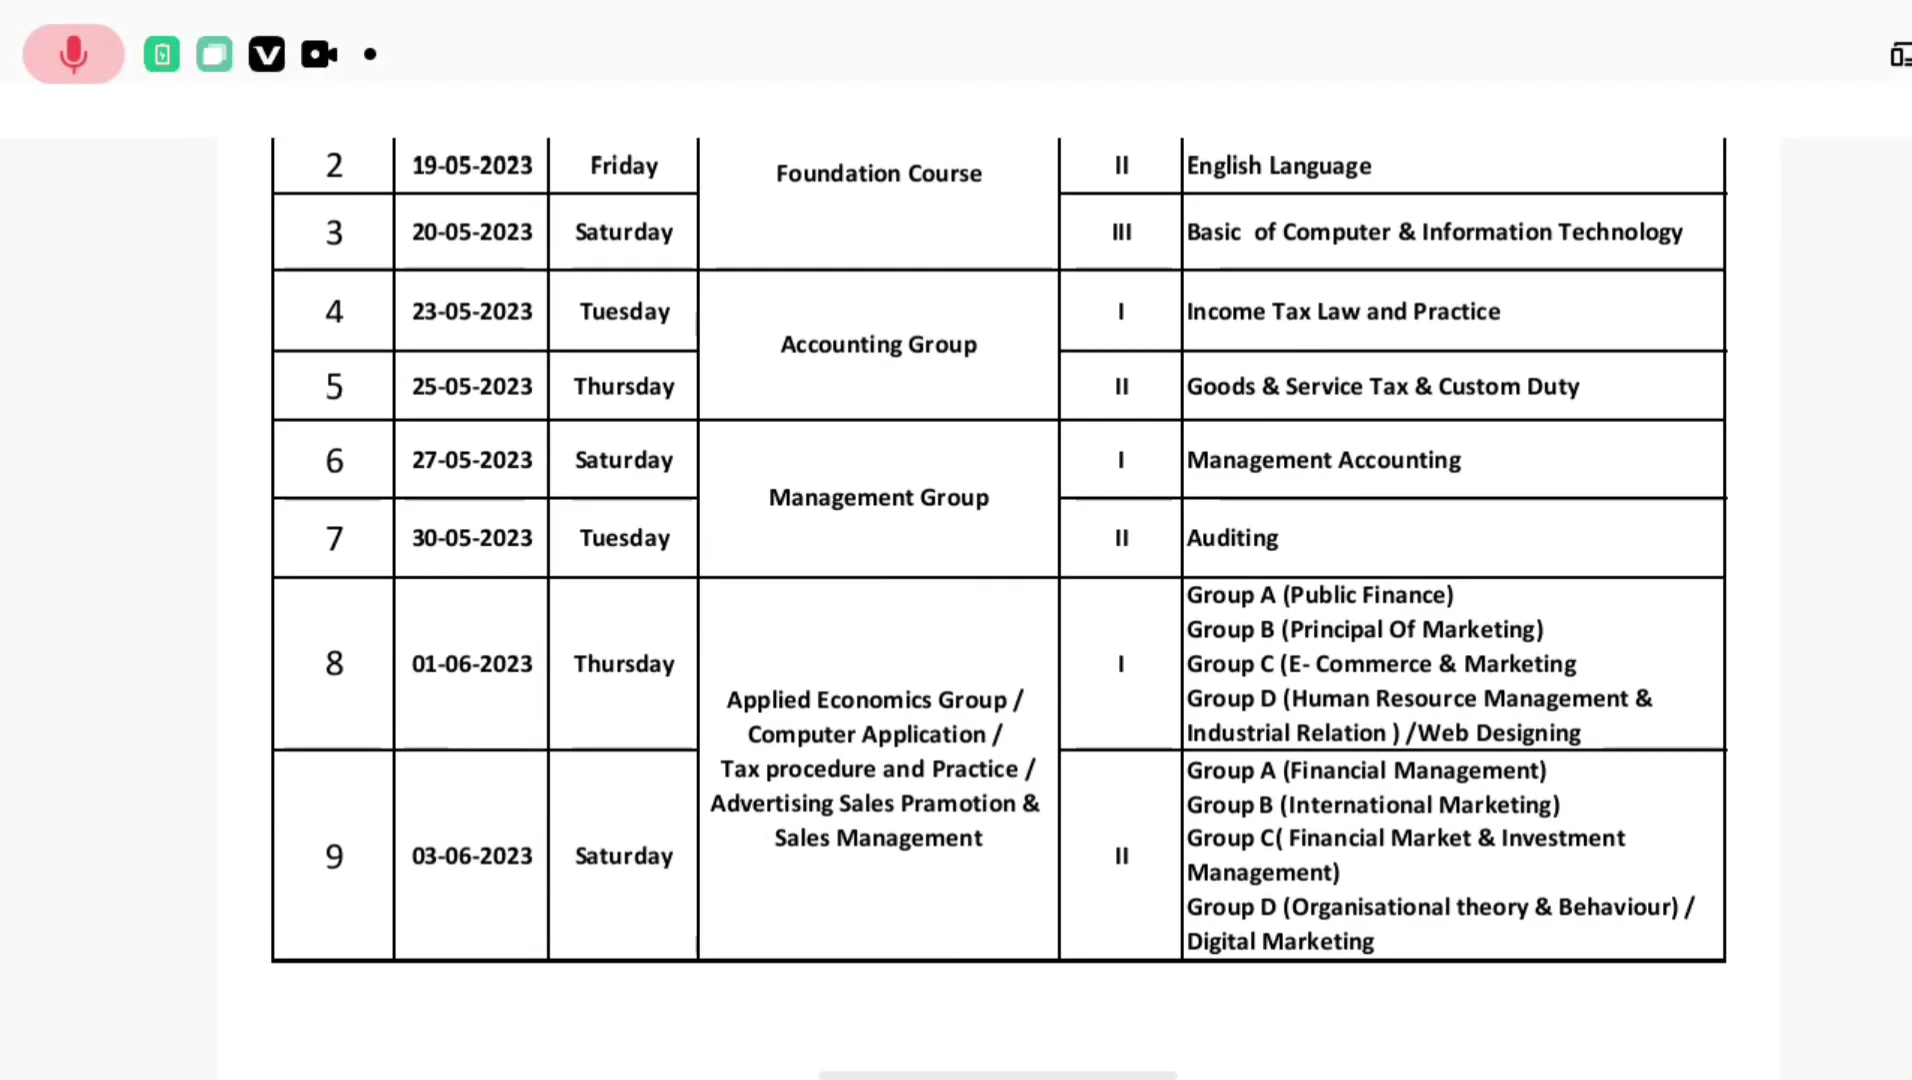 2 19-05-2023 Friday Foundation Course II English Language
3 20-05-2023 Saturday III Basic of Computer & Information Technology
4 23-05-2023 Tuesday Accounting Group I Income Tax Law and Practice
5 25-05-2023 Thursday II Goods & Service Tax & Custom Duty
6 27-05-2023 Saturday Management Group I Management Accounting
7 30-05-2023 Tuesday II Auditing
8 01-06-2023 Thursday
Applied Economics Group /
Computer Application /
Tax procedure and Practice /
Advertising Sales Pramotion &
Sales Management
I
Group A (Public Finance)
Group B (Principal Of Marketing)
Group C (E- Commerce & Marketing
Group D (Human Resource Management &
Industrial Relation ) /Web Designing
9 03-06-2023 Saturday II
Group A (Financial Management)
Group B (International Marketing)
Group C( Financial Market & Investment
Management)
Group D (Organisational theory & Behaviour) /
Digital Marketing